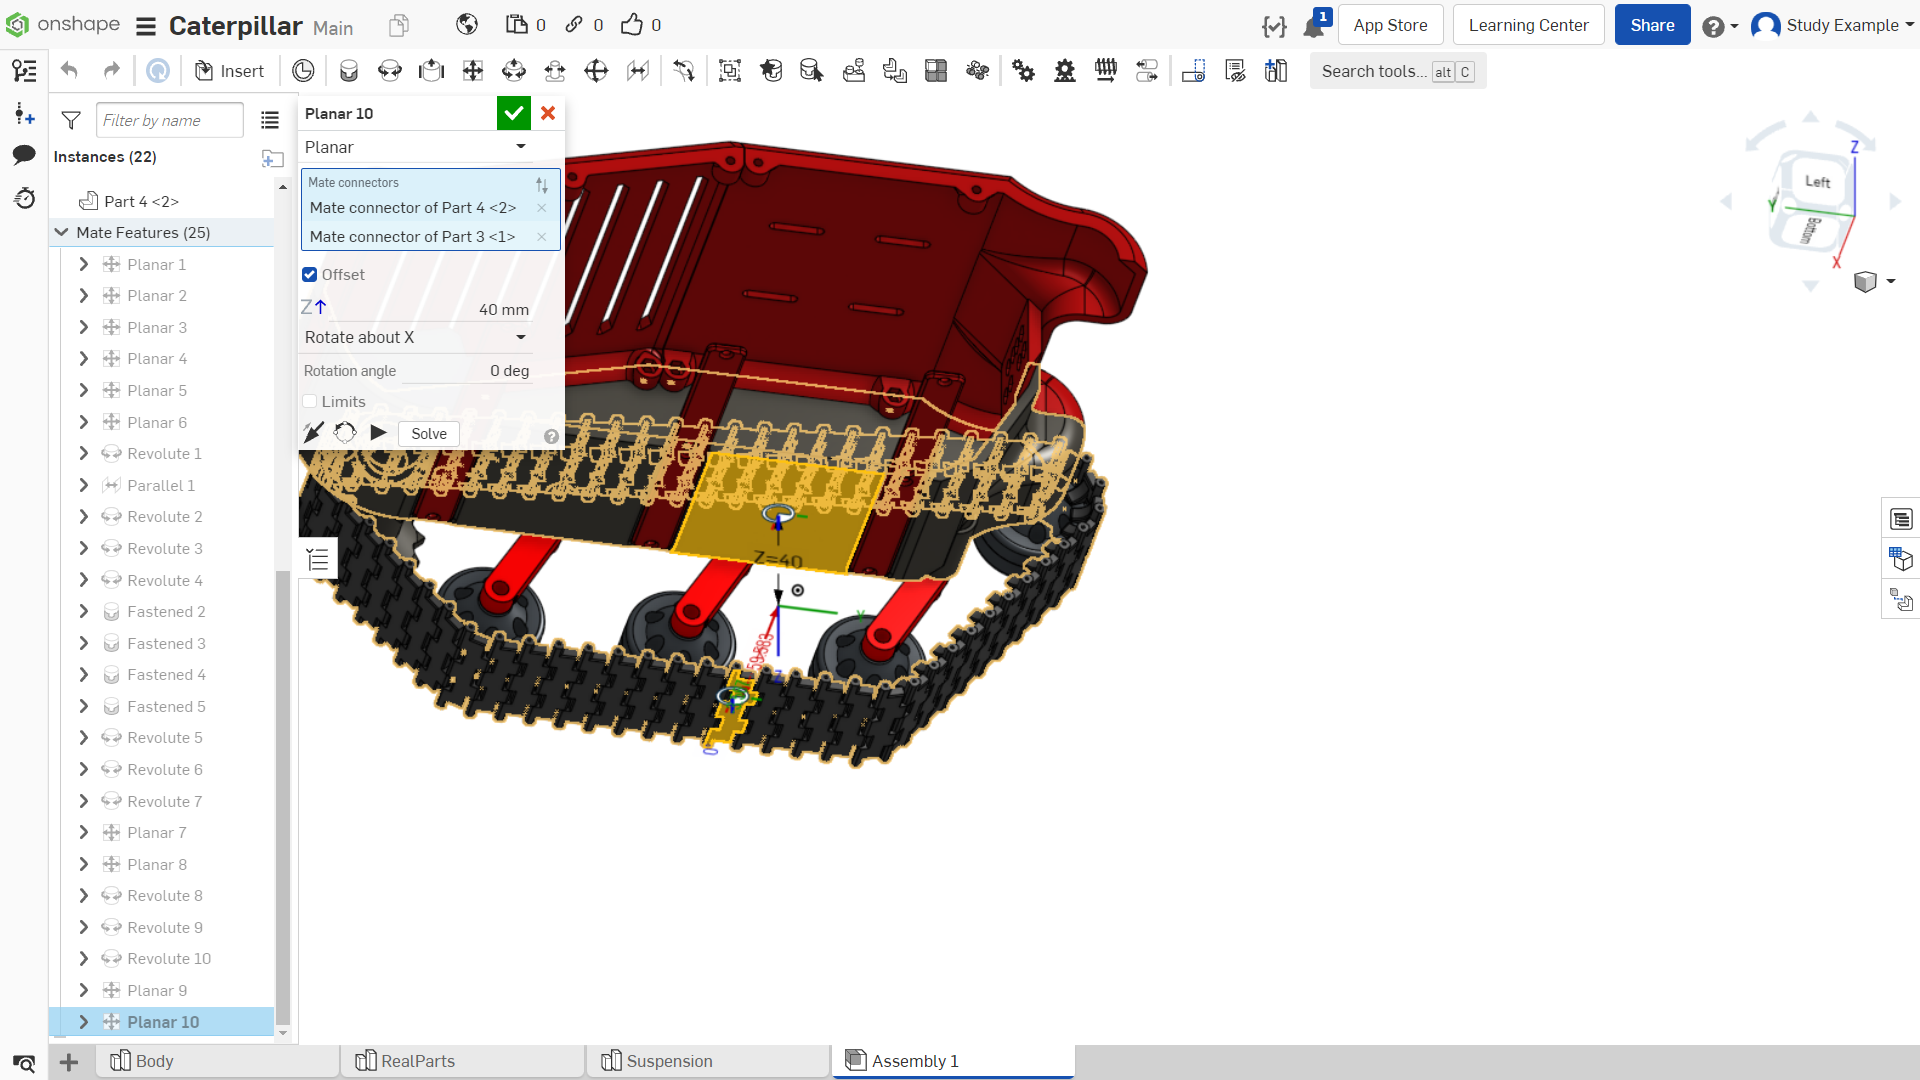 onshape
Caterpillar Main
0
0
0
1
App Store
Learning Center
Share
Study Example
Insert
Search tools... alt C
Filter by name
Instances (22)
Part 4 <2>
Mate Features (25)
Planar 1
Planar 2
Planar 3
Planar 4
Planar 5
Planar 6
Revolute 1
Parallel 1
Revolute 2
Revolute 3
Revolute 4
Fastened 2
Fastened 3
Fastened 4
Fastened 5
Revolute 5
Revolute 6
Revolute 7
Planar 7
Planar 8
Revolute 8
Revolute 9
Revolute 10
Planar 9
Planar 10
Planar 10
Planar
Mate connectors
Mate connector of Part 4 <2>
Mate connector of Part 3 <1>
Offset
Z 40 mm
Rotate about X
Rotation angle 0 deg
Limits
Solve
Z=40
Y
Z
0
Z
Left
Y
Bottom
X
Body
RealParts
Suspension
Assembly 1